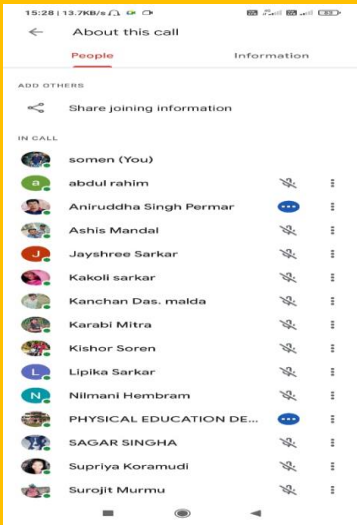 15:28 | 13.7KB/s
About this call
People Information
ADD OTHERS
Share joining information
IN CALL
somen (You)
a abdul rahim
Aniruddha Singh Permar
Ashis Mandal
J Jayshree Sarkar
Kakoli sarkar
Kanchan Das. malda
Karabi Mitra
Kishor Soren
L Lipika Sarkar
N Nilmani Hembram
PHYSICAL EDUCATION DE...
SAGAR SINGHA
Supriya Koramudi
Surojit Murmu